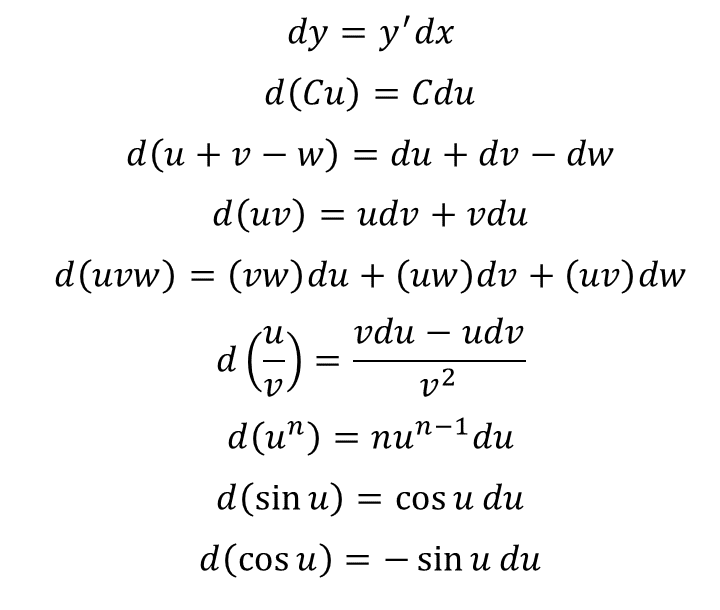 dy = y′dx
d(Cu) = Cdu
d(u + v − w) = du + dv − dw
d(uv) = udv + vdu
d(uvw) = (vw)du + (uw)dv + (uv)dw
d(u/v) = (vdu − udv)/v²
d(uⁿ) = nuⁿ⁻¹du
d(sin u) = cos u du
d(cos u) = − sin u du